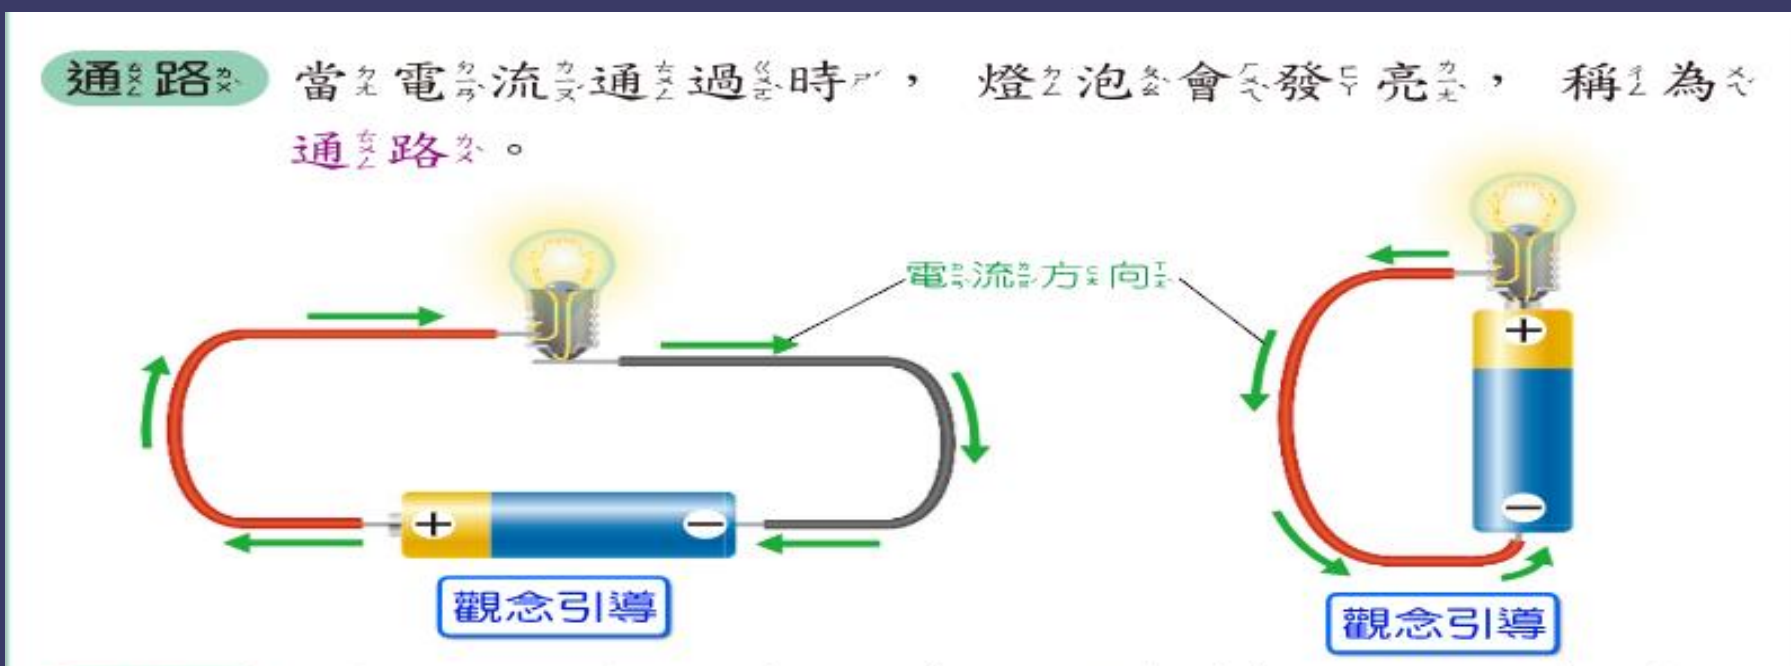 通路 當電流通過時，燈泡會發亮，稱為
通路。
電流方向
+
−
+
−
觀念引導
觀念引導